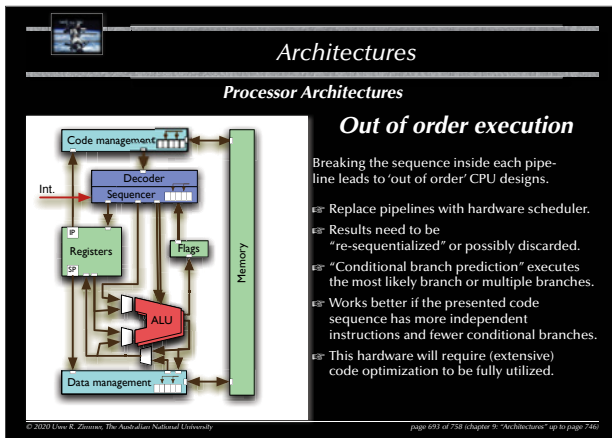 Architectures
Processor Architectures
Code management
Decoder
Sequencer
Int.
IP
Registers
SP
Flags
ALU
Memory
Data management
Out of order execution
Breaking the sequence inside each pipe-
line leads to ‘out of order’ CPU designs.
☞ Replace pipelines with hardware scheduler.
☞ Results need to be
“re-sequentialized” or possibly discarded.
☞ “Conditional branch prediction” executes
the most likely branch or multiple branches.
☞ Works better if the presented code
sequence has more independent
instructions and fewer conditional branches.
☞ This hardware will require (extensive)
code optimization to be fully utilized.
© 2020 Uwe R. Zimmer, The Australian National University
page 693 of 758 (chapter 9: “Architectures” up to page 746)